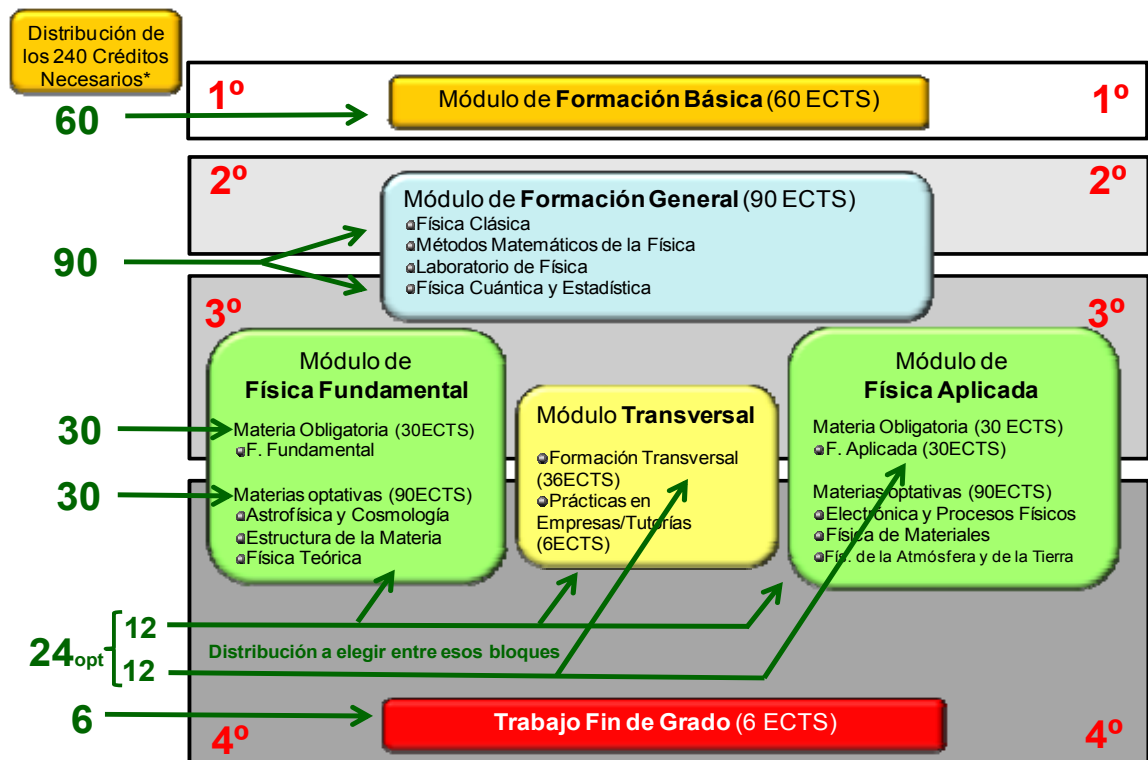 Distribución de
los 240 Créditos
Necesarios*
1º
Módulo de Formación Básica (60 ECTS)
1º
60
2º
2º
Módulo de Formación General (90 ECTS)
Física Clásica
Métodos Matemáticos de la Física
Laboratorio de Física
Física Cuántica y Estadística
90
3º
3º
Módulo de
Física Fundamental
Materia Obligatoria (30ECTS)
F. Fundamental
Materias optativas (90ECTS)
Astrofísica y Cosmología
Estructura de la Materia
Física Teórica
30
30
Módulo Transversal
Formación Transversal
(36ECTS)
Prácticas en
Empresas/Tutorías
(6ECTS)
Módulo de
Física Aplicada
Materia Obligatoria (30 ECTS)
F. Aplicada (30ECTS)
Materias optativas (90ECTS)
Electrónica y Procesos Físicos
Física de Materiales
Fís. de la Atmósfera y de la Tierra
24opt
12
Distribución a elegir entre esos bloques
12
6
Trabajo Fin de Grado (6 ECTS)
4º
4º